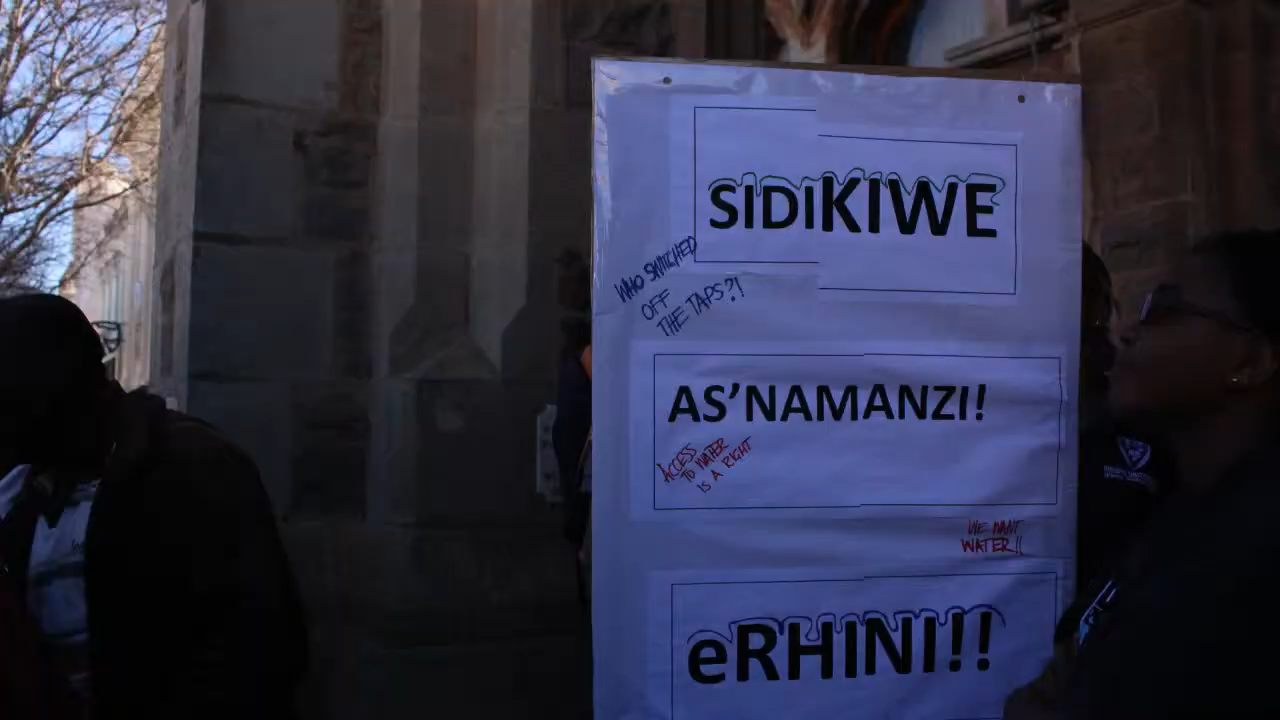 SIDiKIWE
WHO SWITCHED
OFF
THE TAPS?!
AS'NAMANZI!
ACCESS
TO WATER
IS A RIGHT
WE WANT
WATER!!
eRHINI!!